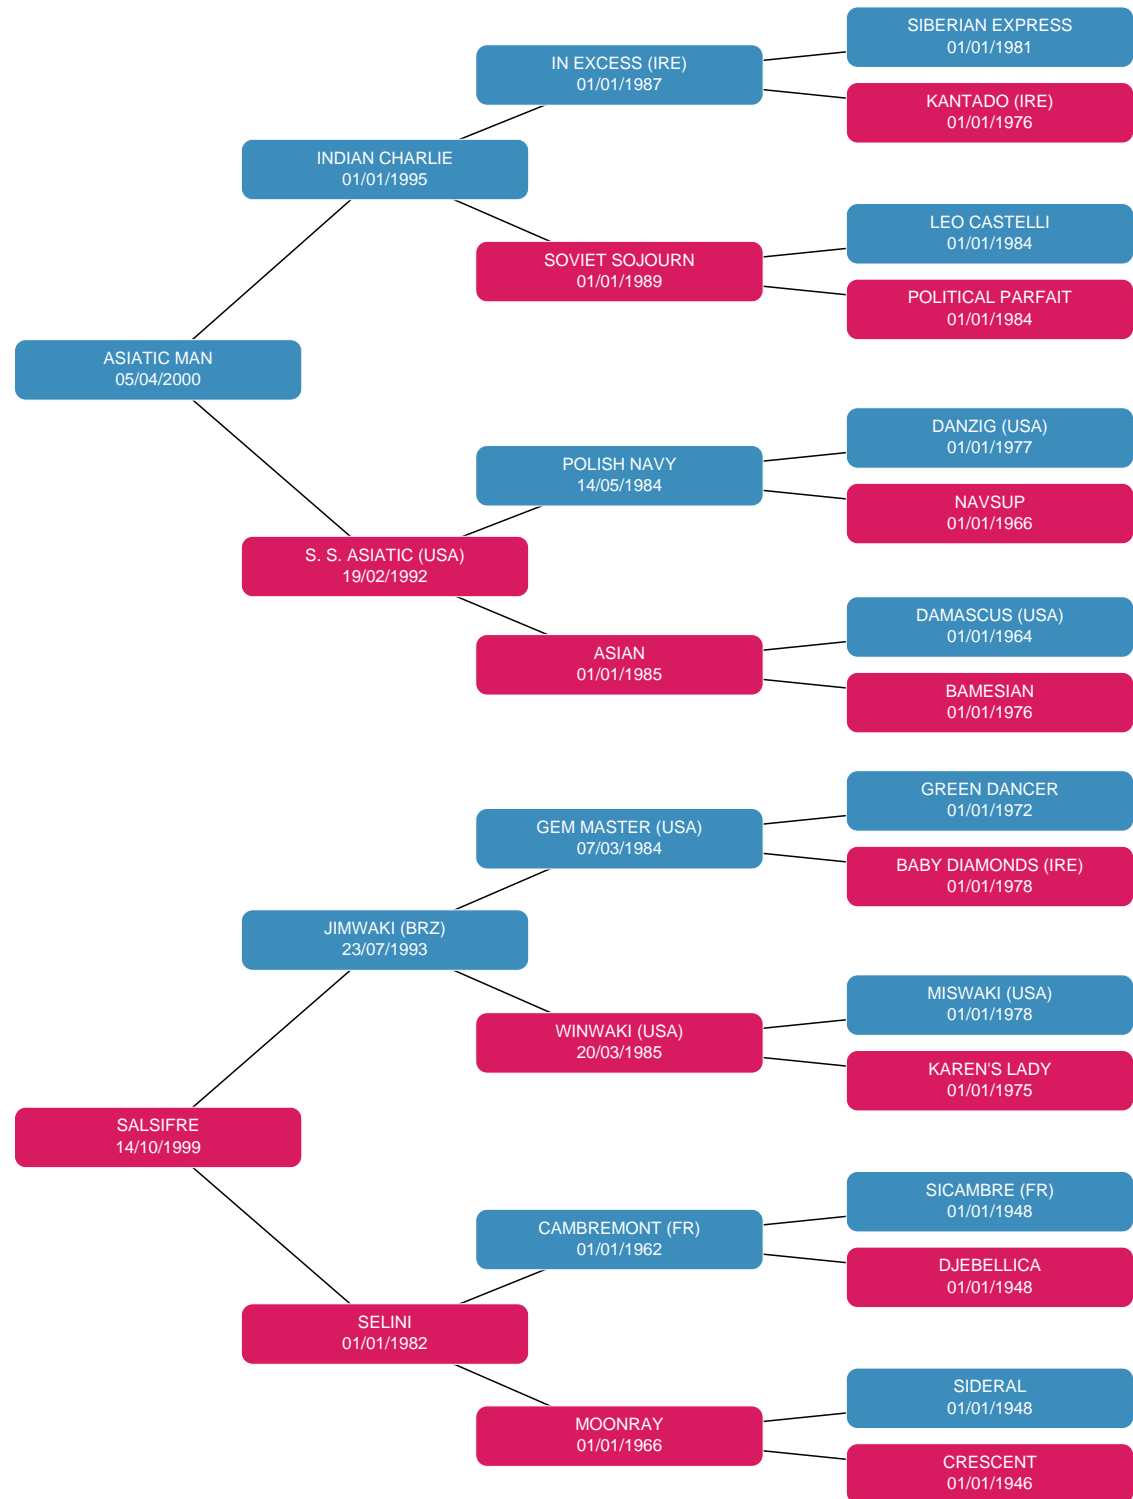 SIBERIAN EXPRESS
01/01/1981
IN EXCESS (IRE)
01/01/1987
KANTADO (IRE)
01/01/1976
INDIAN CHARLIE
01/01/1995
LEO CASTELLI
01/01/1984
SOVIET SOJOURN
01/01/1989
POLITICAL PARFAIT
01/01/1984
ASIATIC MAN
05/04/2000
DANZIG (USA)
01/01/1977
POLISH NAVY
14/05/1984
NAVSUP
01/01/1966
S. S. ASIATIC (USA)
19/02/1992
DAMASCUS (USA)
01/01/1964
ASIAN
01/01/1985
BAMESIAN
01/01/1976
GREEN DANCER
01/01/1972
GEM MASTER (USA)
07/03/1984
BABY DIAMONDS (IRE)
01/01/1978
JIMWAKI (BRZ)
23/07/1993
MISWAKI (USA)
01/01/1978
WINWAKI (USA)
20/03/1985
KAREN'S LADY
01/01/1975
SALSIFRE
14/10/1999
SICAMBRE (FR)
01/01/1948
CAMBREMONT (FR)
01/01/1962
DJEBELLICA
01/01/1948
SELINI
01/01/1982
SIDERAL
01/01/1948
MOONRAY
01/01/1966
CRESCENT
01/01/1946